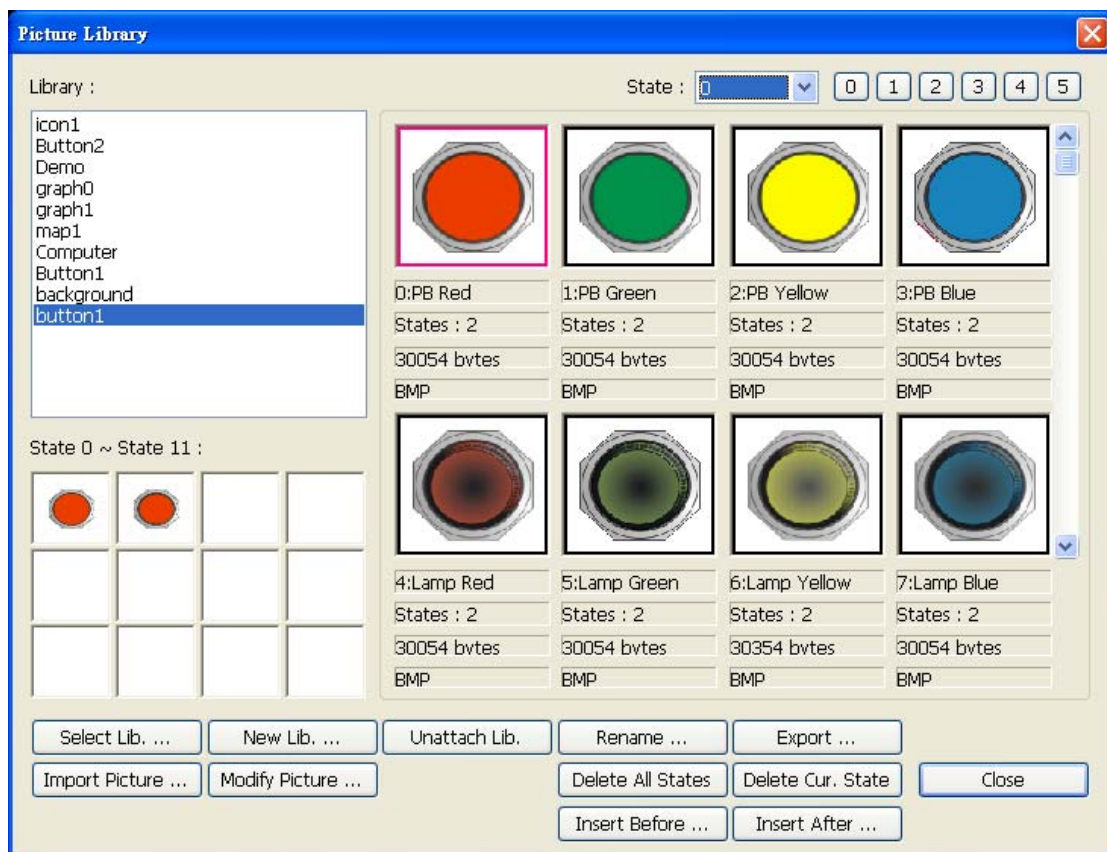 Picture Library
Library :
State : 0 0 1 2 3 4 5
icon1
Button2
Demo
graph0
graph1
map1
Computer
Button1
background
button1
0:PB Red 1:PB Green 2:PB Yellow 3:PB Blue
States : 2 States : 2 States : 2 States : 2
30054 bytes 30054 bytes 30054 bytes 30054 bytes
BMP BMP BMP BMP
4:Lamp Red 5:Lamp Green 6:Lamp Yellow 7:Lamp Blue
States : 2 States : 2 States : 2 States : 2
30054 bytes 30054 bytes 30354 bytes 30054 bytes
BMP BMP BMP BMP
State 0 ~ State 11 :
Select Lib. ... New Lib. ... Unattach Lib. Rename ... Export ...
Import Picture ... Modify Picture ... Delete All States Delete Cur. State Close
Insert Before ... Insert After ...